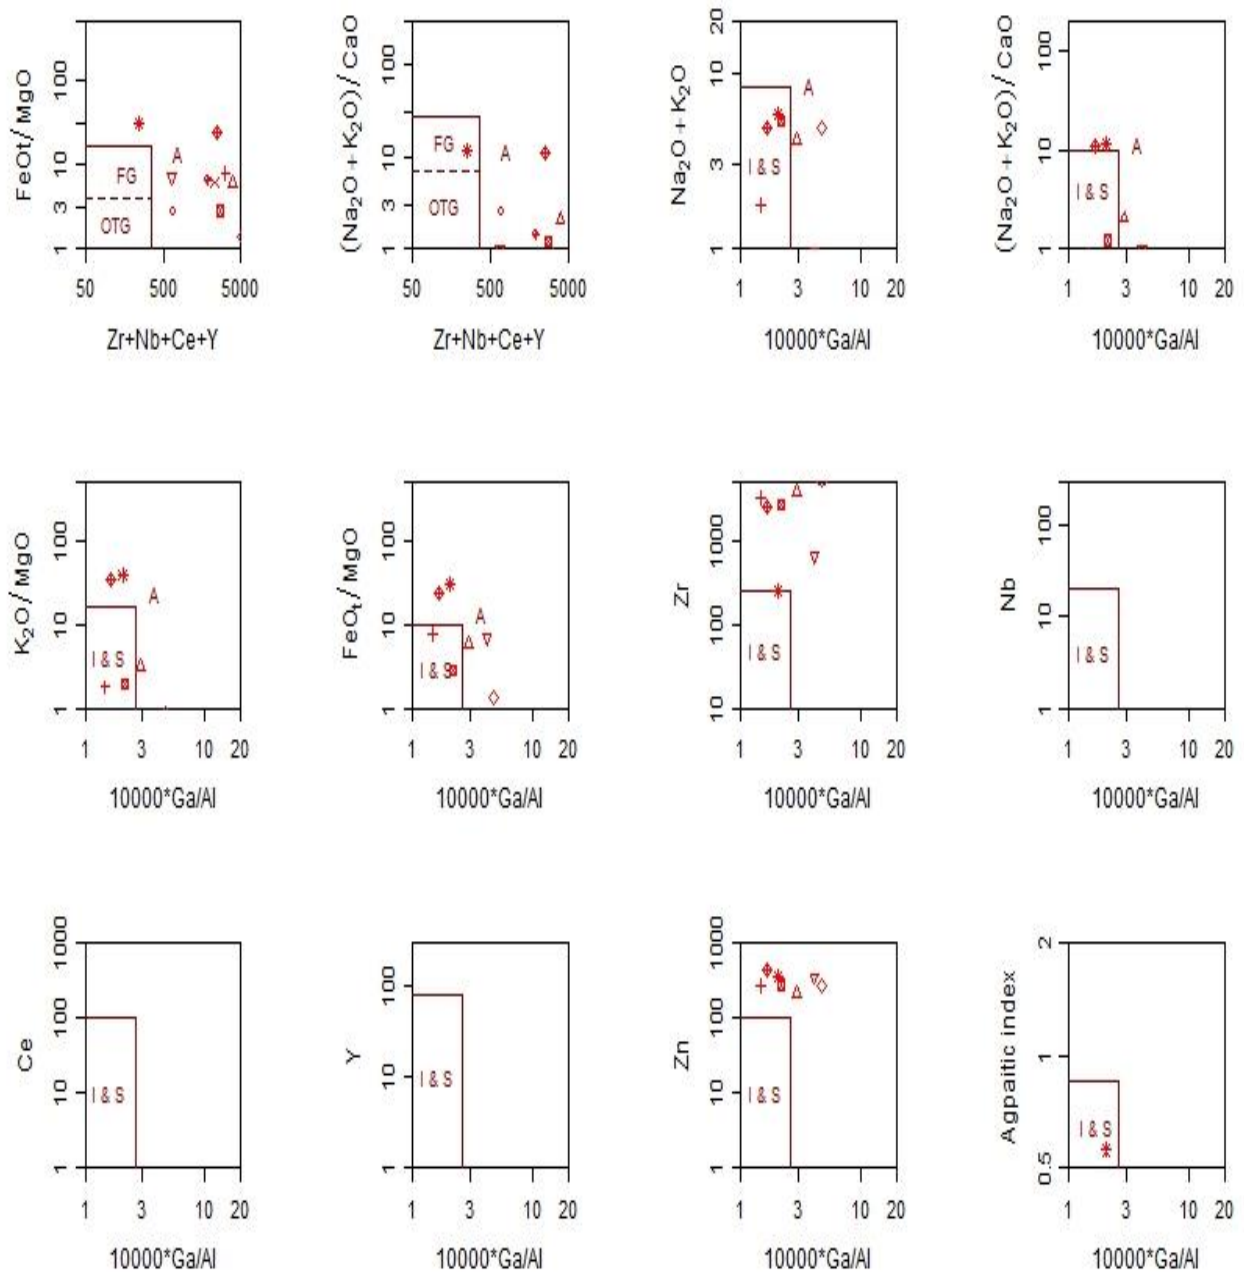 FeOt/MgO
100
10
3
1
FG
OTG
A
50 500 5000
Zr+Nb+Ce+Y
(Na2O+K2O)/CaO
100
10
3
1
FG
OTG
A
50 500 5000
Zr+Nb+Ce+Y
Na2O+K2O
20
10
3
1
A
I & S
1 3 10 20
10000*Ga/Al
(Na2O+K2O)/CaO
100
10
1
A
I & S
1 3 10 20
10000*Ga/Al
K2O/MgO
100
10
1
A
I & S
1 3 10 20
10000*Ga/Al
FeOt/MgO
100
10
1
A
I & S
1 3 10 20
10000*Ga/Al
Zr
1000
100
10
I & S
1 3 10 20
10000*Ga/Al
Nb
100
10
1
I & S
1 3 10 20
10000*Ga/Al
Ce
1000
100
10
1
I & S
1 3 10 20
10000*Ga/Al
Y
100
10
1
I & S
1 3 10 20
10000*Ga/Al
Zn
1000
100
10
1
I & S
1 3 10 20
10000*Ga/Al
Agpaitic index
2
1
0.5
I & S
1 3 10 20
10000*Ga/Al